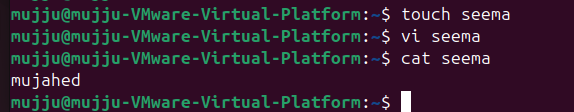 mujju@mujju-VMware-Virtual-Platform:~$ touch seema
mujju@mujju-VMware-Virtual-Platform:~$ vi seema
mujju@mujju-VMware-Virtual-Platform:~$ cat seema
mujahed
mujju@mujju-VMware-Virtual-Platform:~$